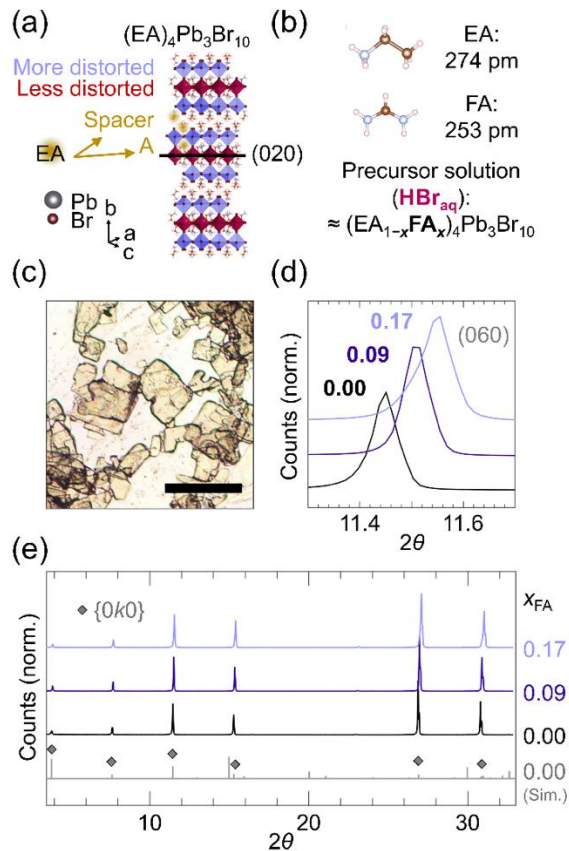 (a)
(EA)₄Pb₃Br₁₀
More distorted
Less distorted
Spacer
EA
A
(020)
Pb
Br
b
a
c
(b)
EA:
274 pm
FA:
253 pm
Precursor solution
(HBr_aq):
≈ (EA₁₋ₓFAₓ)₄Pb₃Br₁₀
(c)
(d)
Counts (norm.)
0.17
(060)
0.09
0.00
11.4
11.6
2θ
(e)
Counts (norm.)
{0k0}
x_FA
0.17
0.09
0.00
0.00
(Sim.)
10
20
30
2θ